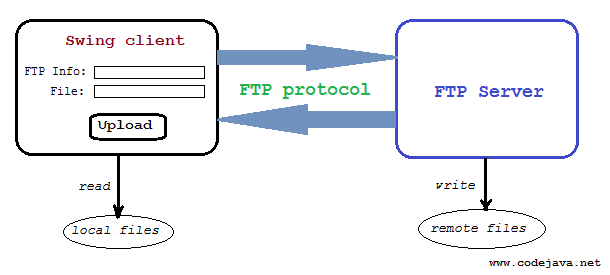 Swing client
FTP Info:
File:
Upload
FTP protocol
FTP Server
read
write
local files
remote files
www.codejava.net